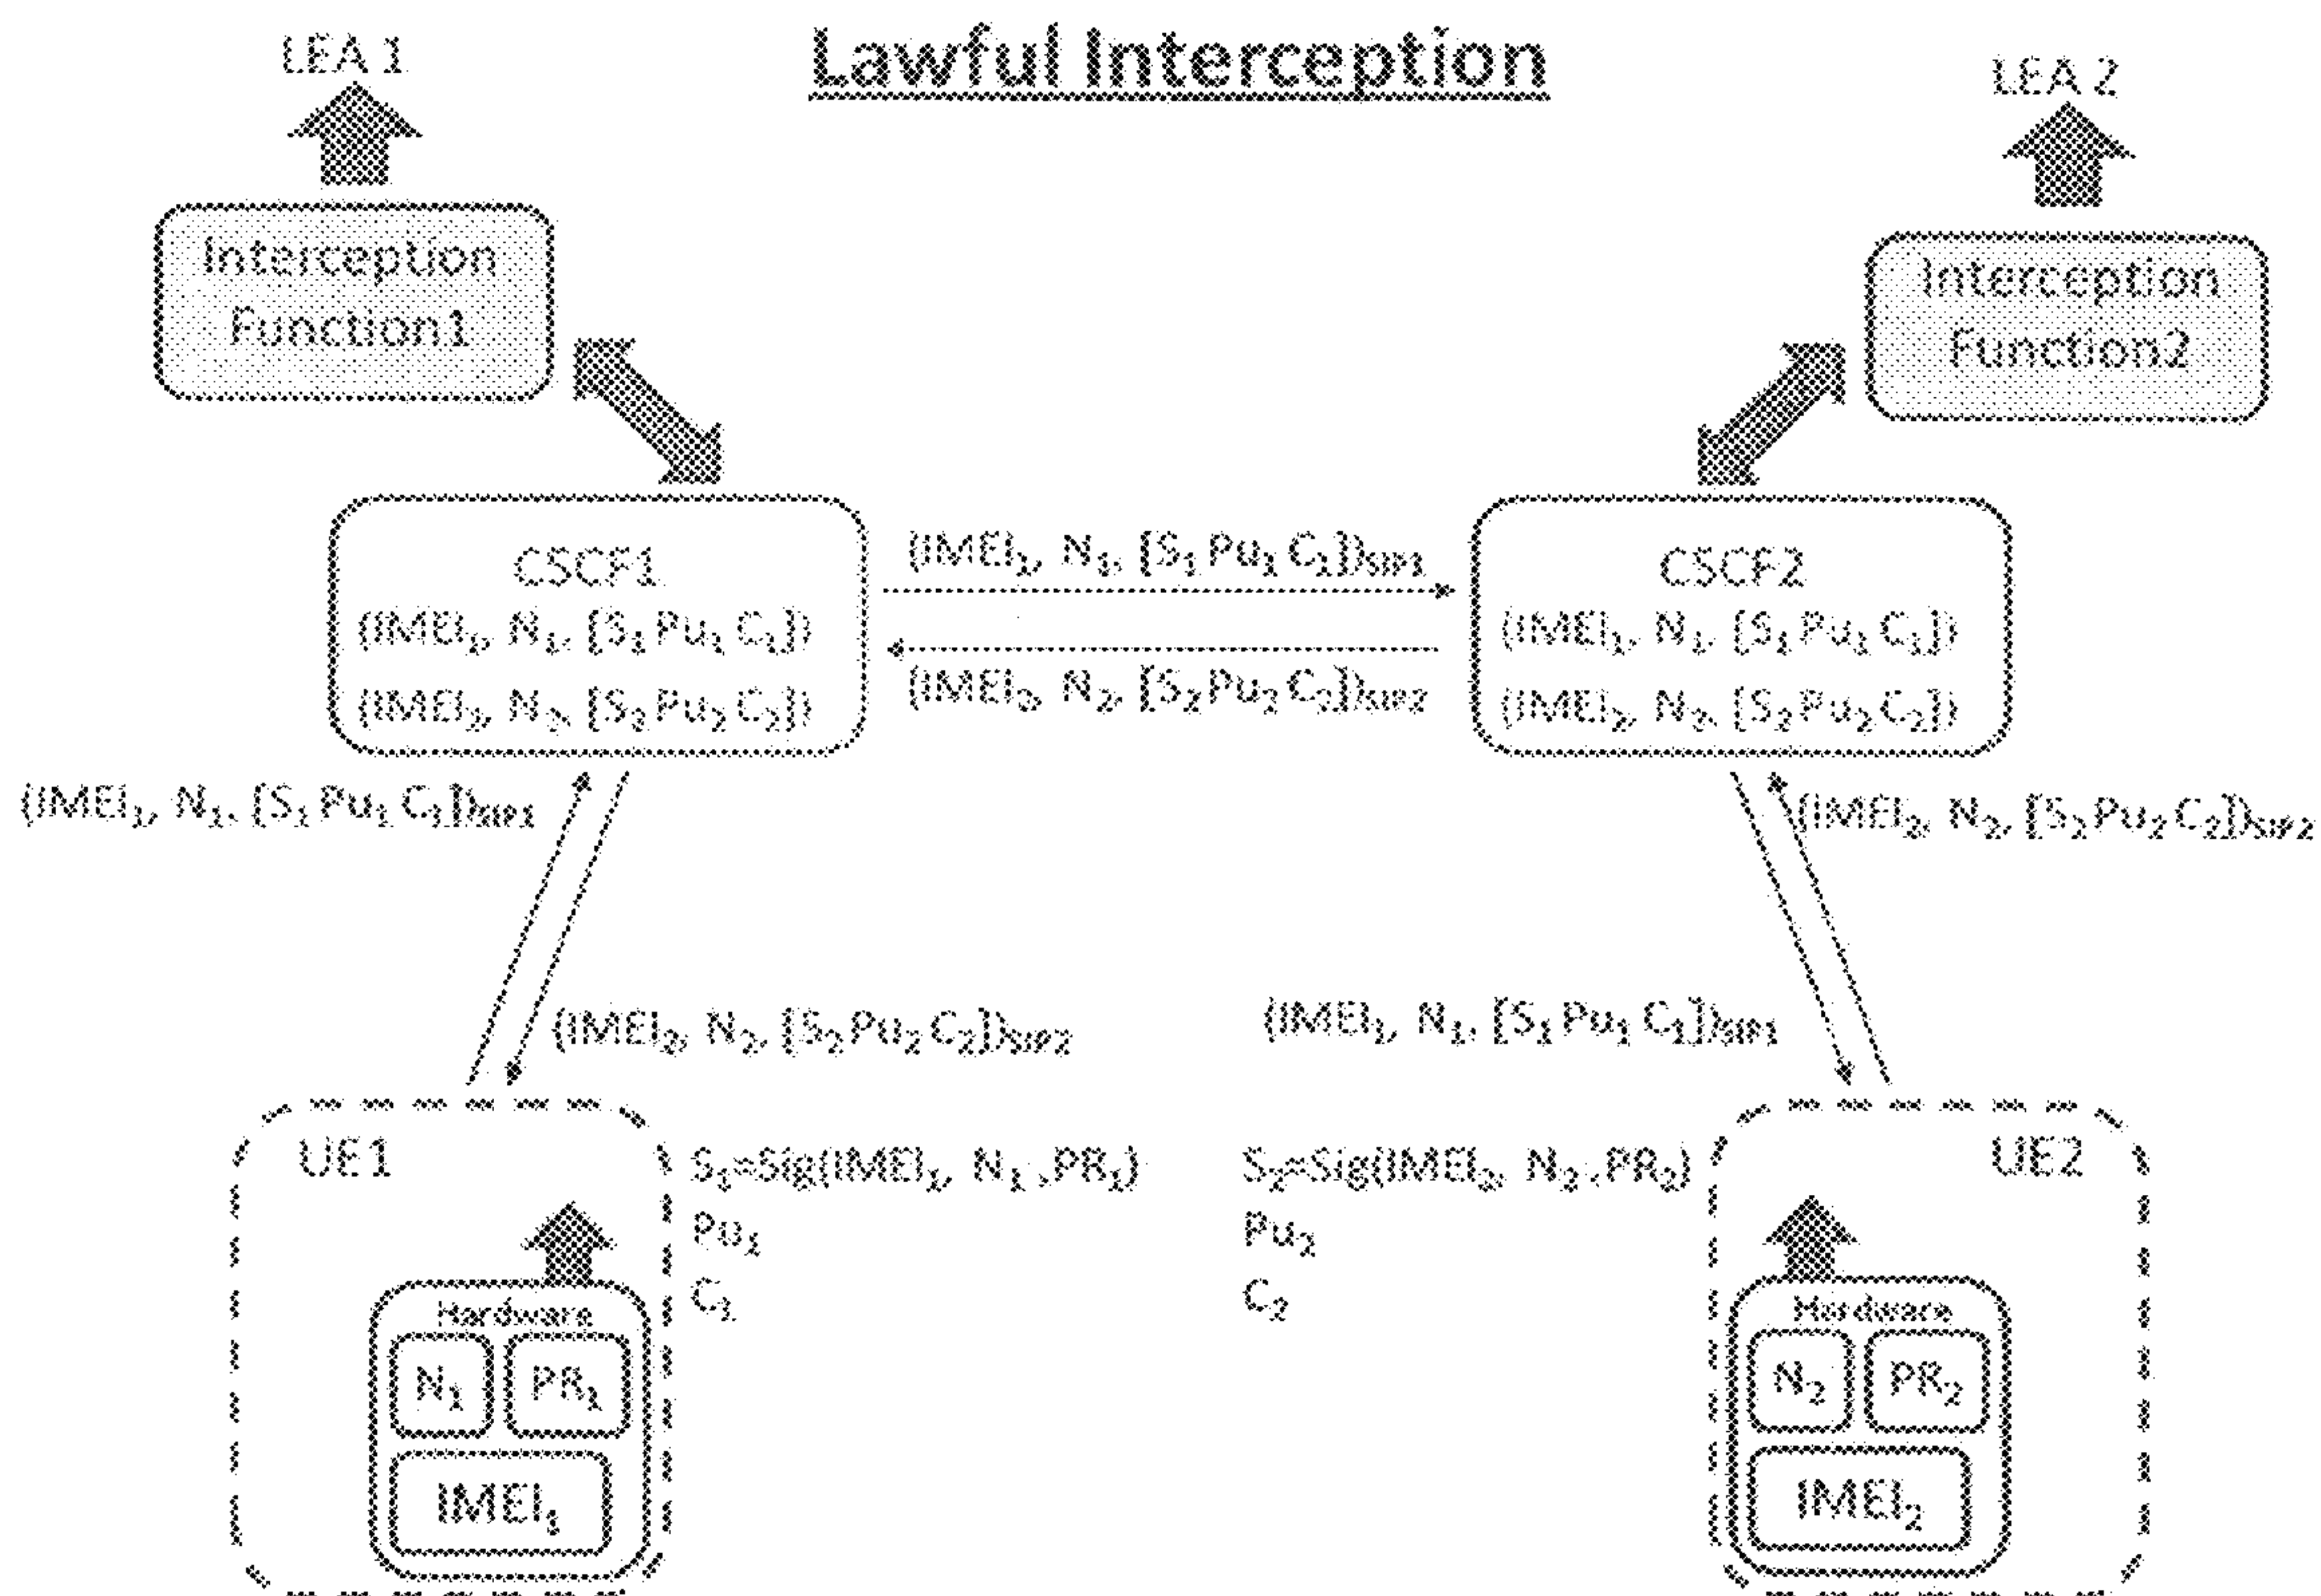 Lawful Interception
LEA 1
LEA 2
Interception
Function1
Interception
Function2
CSCF1
(IMEI₁, N₁, [S₁ Pu₁ C₁])
(IMEI₂, N₂, [S₂ Pu₂ C₂])
(IMEI₁, N₁, [S₁ Pu₁ C₁])SIP1
(IMEI₂, N₂, [S₂ Pu₂ C₂])SIP2
CSCF2
(IMEI₁, N₁, [S₁ Pu₁ C₁])
(IMEI₂, N₂, [S₂ Pu₂ C₂])
(IMEI₁, N₁, [S₁ Pu₁ C₁])SIP1
(IMEI₂, N₂, [S₂ Pu₂ C₂])SIP2
(IMEI₂, N₂, [S₂ Pu₂ C₂])SIP2
(IMEI₁, N₁, [S₁ Pu₁ C₁])SIP1
UE1
S₁=Sig(IMEI₁, N₁ ,PR₁)
Pu₁
C₁
Hardware
N₁
PR₁
IMEI₁
S₂=Sig(IMEI₂, N₂ ,PR₂)
Pu₂
C₂
UE2
Hardware
N₂
PR₂
IMEI₂